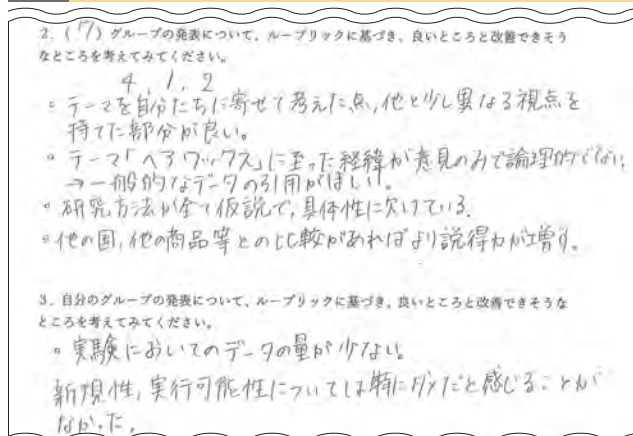 2.（ワ）グループの発表について、ルーブリックに基づき、良いところと改善できそう
なところを考えてみてください。
4, 1, 2
◦ テーマを自分たちに寄せて考えた点,他と少し異なる視点を
持てた部分が良い。
◦ テーマ「ヘアワックス」に至った経緯が意見のみで論理的でない。
→一般的なデータの引用がほしい。
◦ 研究方法が全て仮説で,具体性に欠けている.
◦ 他の国,他の商品等との比較があればより説得力が増す。
3. 自分のグループの発表について、ルーブリックに基づき、良いところと改善できそうな
ところを考えてみてください。
◦ 実験においてのデータの量が少ない。
新規性,実行可能性については特にダメだと感じることが
なかった.